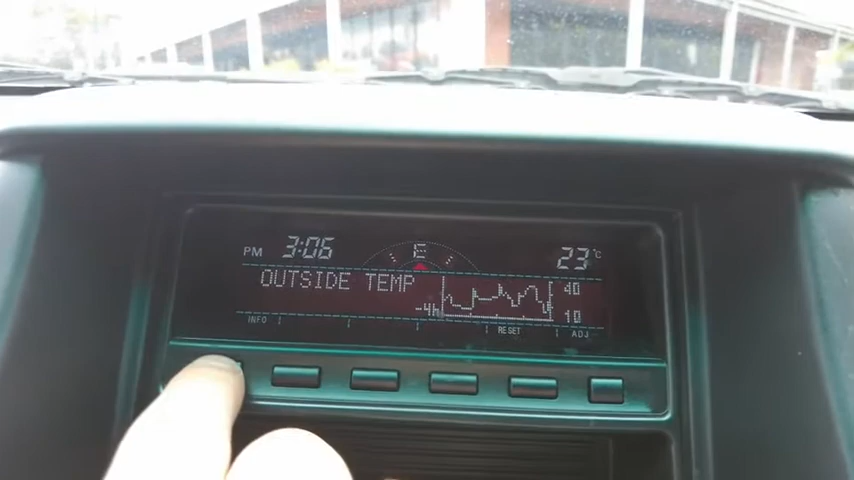 PM 3:06 E 23°C
OUTSIDE TEMP 40
-4h 10
INFO RESET ADJ